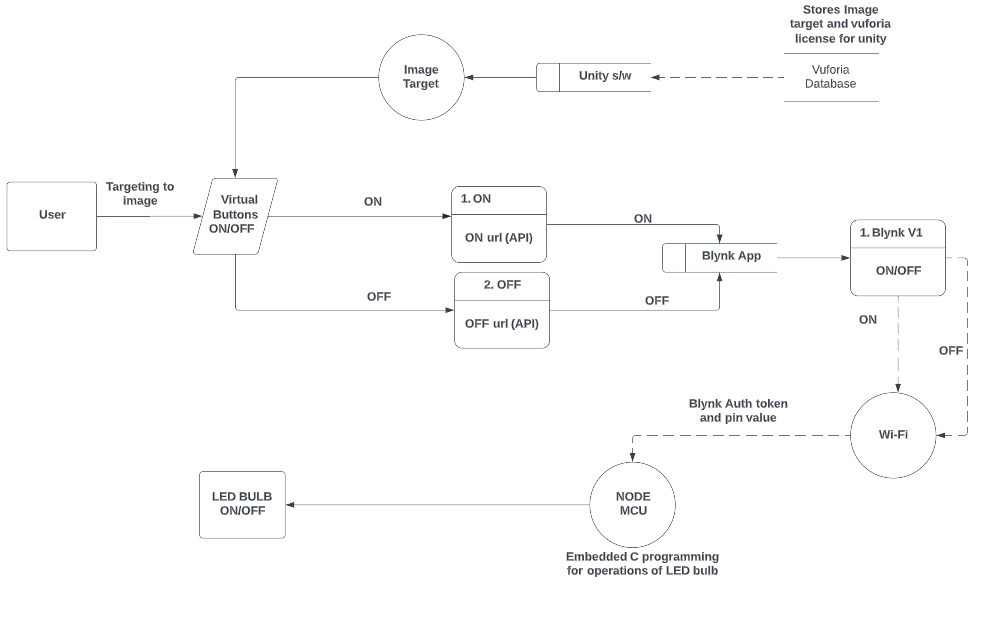 Stores Image
target and vuforia
license for unity
Image
Target
Unity s/w
Vuforia
Database
User
Targeting to
image
Virtual
Buttons
ON/OFF
ON
1. ON
ON url (API)
ON
OFF
2. OFF
OFF url (API)
OFF
Blynk App
1. Blynk V1
ON/OFF
ON
OFF
Wi-Fi
Blynk Auth token
and pin value
NODE
MCU
Embedded C programming
for operations of LED bulb
LED BULB
ON/OFF